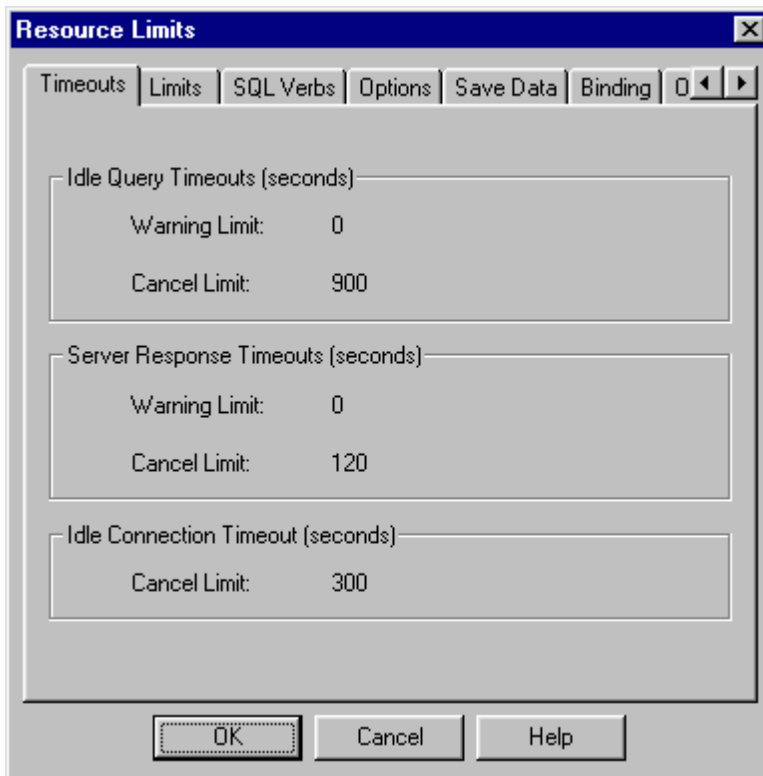 Resource Limits
Timeouts Limits SQL Verbs Options Save Data Binding O
Idle Query Timeouts (seconds)
Warning Limit: 0
Cancel Limit: 900
Server Response Timeouts (seconds)
Warning Limit: 0
Cancel Limit: 120
Idle Connection Timeout (seconds)
Cancel Limit: 300
OK Cancel Help